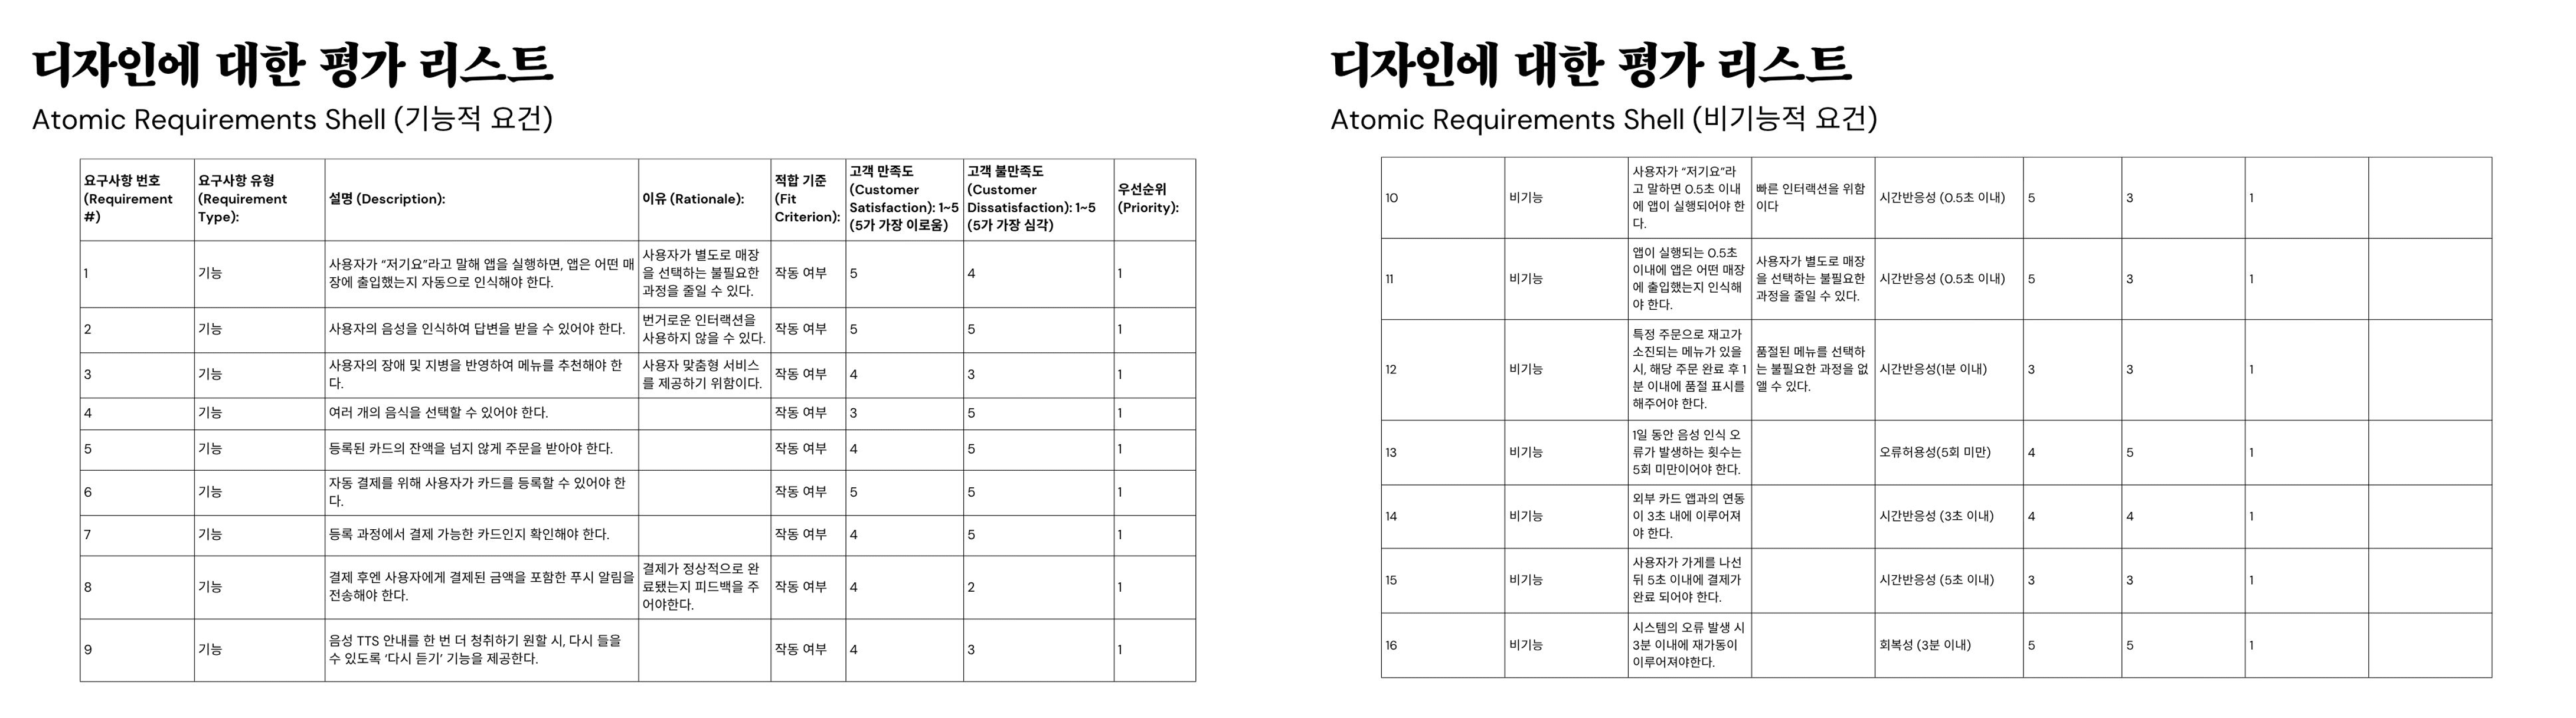 디자인에 대한 평가 리스트
Atomic Requirements Shell (기능적 요건)
요구사항 번호
(Requirement
#)
요구사항 유형
(Requirement
Type):
설명 (Description):
이유 (Rationale):
적합 기준
(Fit
Criterion):
고객 만족도
(Customer
Satisfaction): 1~5
(5가 가장 이로움)
고객 불만족도
(Customer
Dissatisfaction): 1~5
(5가 가장 심각)
우선순위
(Priority):
1
기능
사용자가 “저기요”라고 말해 앱을 실행하면, 앱은 어떤 매
장에 출입했는지 자동으로 인식해야 한다.
사용자가 별도로 매장
을 선택하는 불필요한
과정을 줄일 수 있다.
작동 여부
5
4
1
2
기능
사용자의 음성을 인식하여 답변을 받을 수 있어야 한다.
번거로운 인터랙션을
사용하지 않을 수 있다.
작동 여부
5
5
1
3
기능
사용자의 장애 및 지병을 반영하여 메뉴를 추천해야 한
다.
사용자 맞춤형 서비스
를 제공하기 위함이다.
작동 여부
4
3
1
4
기능
여러 개의 음식을 선택할 수 있어야 한다.
작동 여부
3
5
1
5
기능
등록된 카드의 잔액을 넘지 않게 주문을 받아야 한다.
작동 여부
4
5
1
6
기능
자동 결제를 위해 사용자가 카드를 등록할 수 있어야 한
다.
작동 여부
5
5
1
7
기능
등록 과정에서 결제 가능한 카드인지 확인해야 한다.
작동 여부
4
5
1
8
기능
결제 후엔 사용자에게 결제된 금액을 포함한 푸시 알림을
전송해야 한다.
결제가 정상적으로 완
료됐는지 피드백을 주
어야한다.
작동 여부
4
2
1
9
기능
음성 TTS 안내를 한 번 더 청취하기 원할 시, 다시 들을
수 있도록 ‘다시 듣기’ 기능을 제공한다.
작동 여부
4
3
1
디자인에 대한 평가 리스트
Atomic Requirements Shell (비기능적 요건)
10
비기능
사용자가 “저기요”라
고 말하면 0.5초 이내
에 앱이 실행되어야 한
다.
빠른 인터랙션을 위함
이다
시간반응성 (0.5초 이내)
5
3
1
11
비기능
앱이 실행되는 0.5초
이내에 앱은 어떤 매장
에 출입했는지 인식해
야 한다.
사용자가 별도로 매장
을 선택하는 불필요한
과정을 줄일 수 있다.
시간반응성 (0.5초 이내)
5
3
1
12
비기능
특정 주문으로 재고가
소진되는 메뉴가 있을
시, 해당 주문 완료 후 1
분 이내에 품절 표시를
해주어야 한다.
품절된 메뉴를 선택하
는 불필요한 과정을 없
앨 수 있다.
시간반응성(1분 이내)
3
3
1
13
비기능
1일 동안 음성 인식 오
류가 발생하는 횟수는
5회 미만이어야 한다.
오류허용성(5회 미만)
4
5
1
14
비기능
외부 카드 앱과의 연동
이 3초 내에 이루어져
야 한다.
시간반응성 (3초 이내)
4
4
1
15
비기능
사용자가 가게를 나선
뒤 5초 이내에 결제가
완료 되어야 한다.
시간반응성 (5초 이내)
3
3
1
16
비기능
시스템의 오류 발생 시
3분 이내에 재가동이
이루어져야한다.
회복성 (3분 이내)
5
5
1